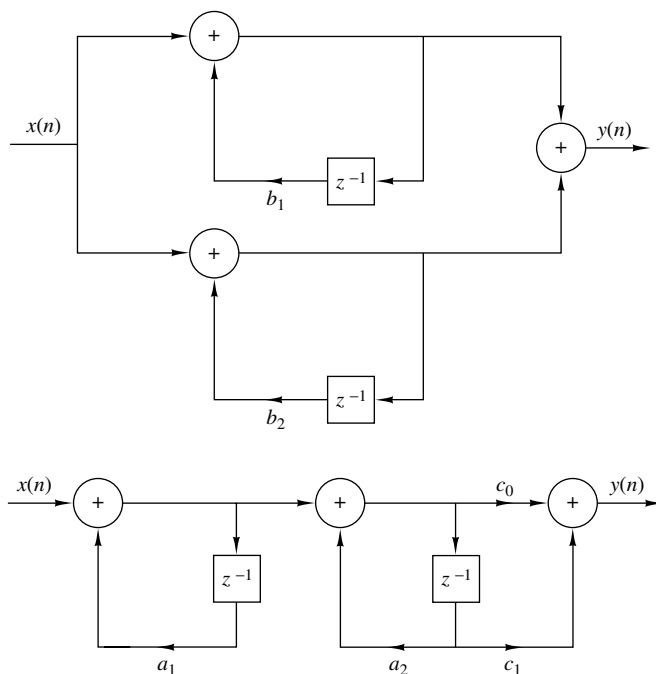 +
x(n)
+
y(n)
z⁻¹
b₁
+
z⁻¹
b₂
x(n)
+
+
c₀
+
y(n)
z⁻¹
z⁻¹
a₁
a₂
c₁